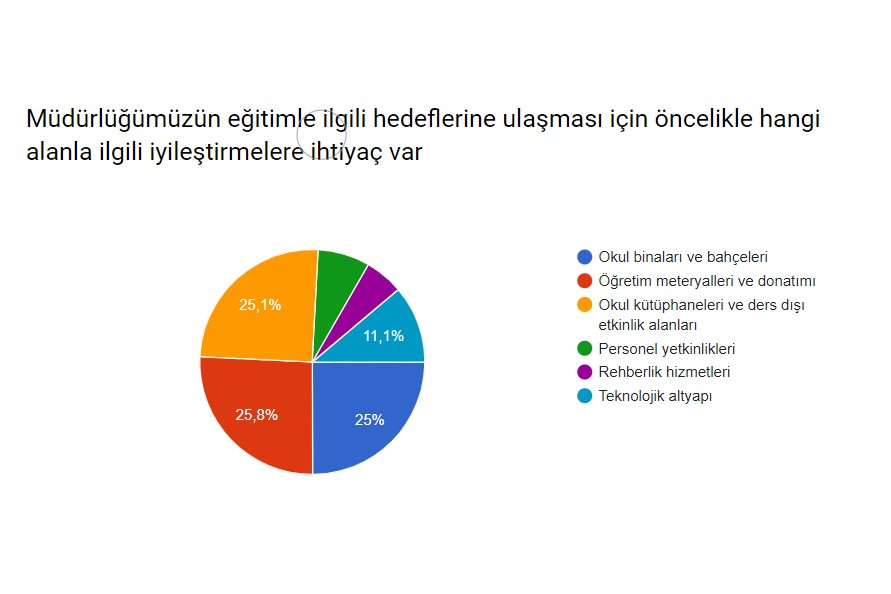 Müdürlüğümüzün eğitimle ilgili hedeflerine ulaşması için öncelikle hangi
alanla ilgili iyileştirmelere ihtiyaç var
25,1%
11,1%
25,8%
25%
Okul binaları ve bahçeleri
Öğretim meteryalleri ve donatımı
Okul kütüphaneleri ve ders dışı
etkinlik alanları
Personel yetkinlikleri
Rehberlik hizmetleri
Teknolojik altyapı